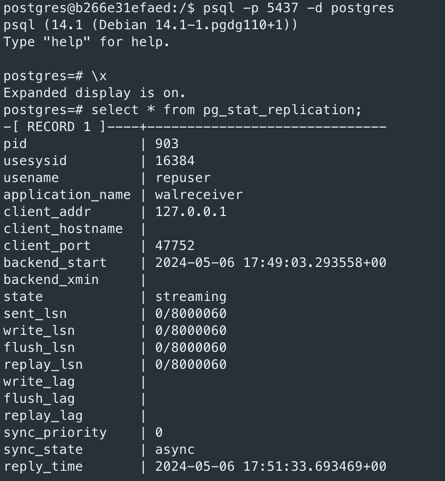 postgres@b266e31efaed:/$ psql -p 5437 -d postgres
psql (14.1 (Debian 14.1-1.pgdg110+1))
Type "help" for help.

postgres=# \x
Expanded display is on.
postgres=# select * from pg_stat_replication;
-[ RECORD 1 ]----+------------------------------
pid              | 903
usesysid         | 16384
usename          | repuser
application_name | walreceiver
client_addr      | 127.0.0.1
client_hostname  |
client_port      | 47752
backend_start    | 2024-05-06 17:49:03.293558+00
backend_xmin     |
state            | streaming
sent_lsn         | 0/8000060
write_lsn        | 0/8000060
flush_lsn        | 0/8000060
replay_lsn       | 0/8000060
write_lag        |
flush_lag        |
replay_lag       |
sync_priority    | 0
sync_state       | async
reply_time       | 2024-05-06 17:51:33.693469+00